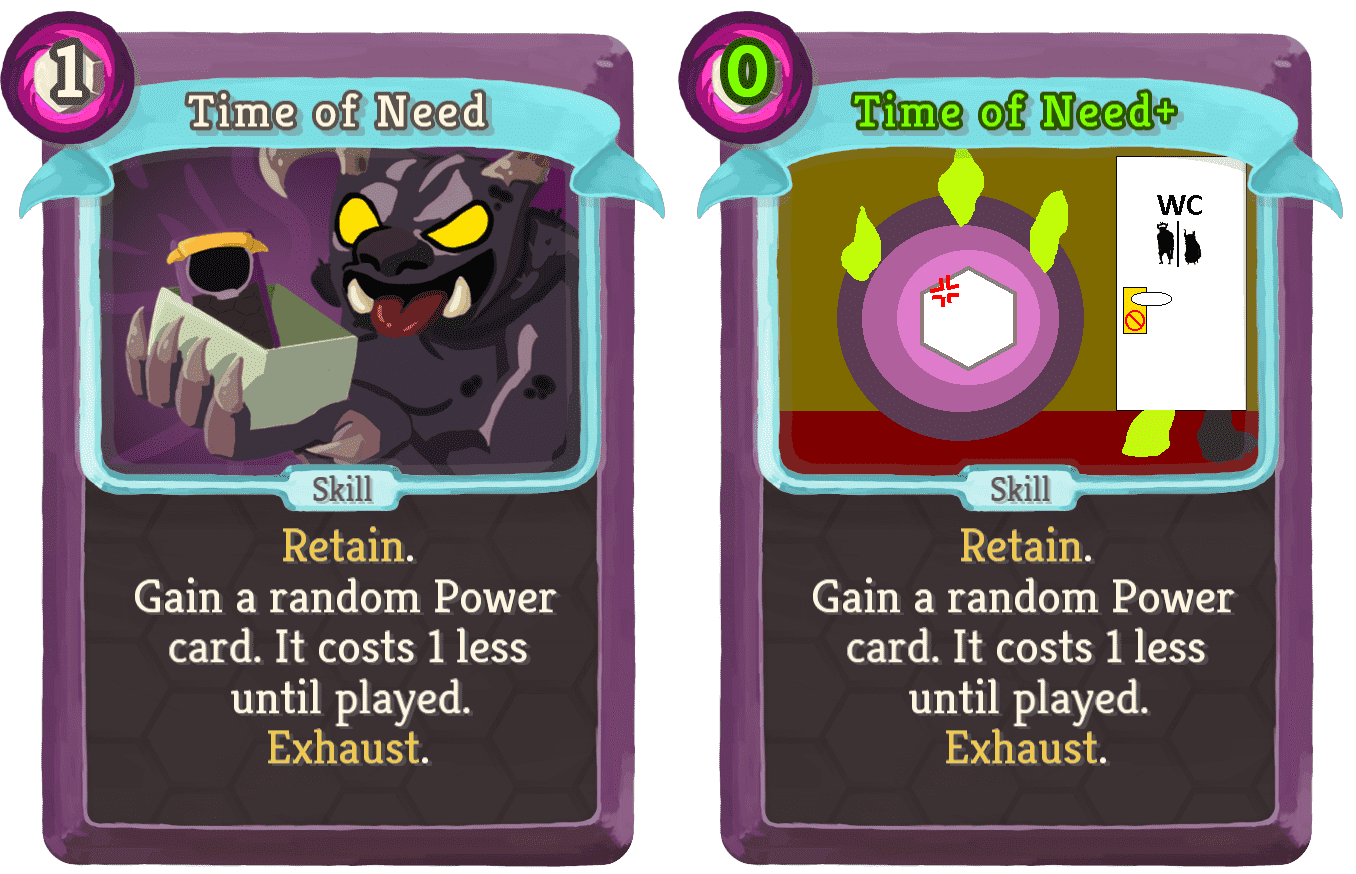 1
Time of Need
Skill
Retain.
Gain a random Power
card. It costs 1 less
until played.
Exhaust.
0
Time of Need+
WC
Skill
Retain.
Gain a random Power
card. It costs 1 less
until played.
Exhaust.